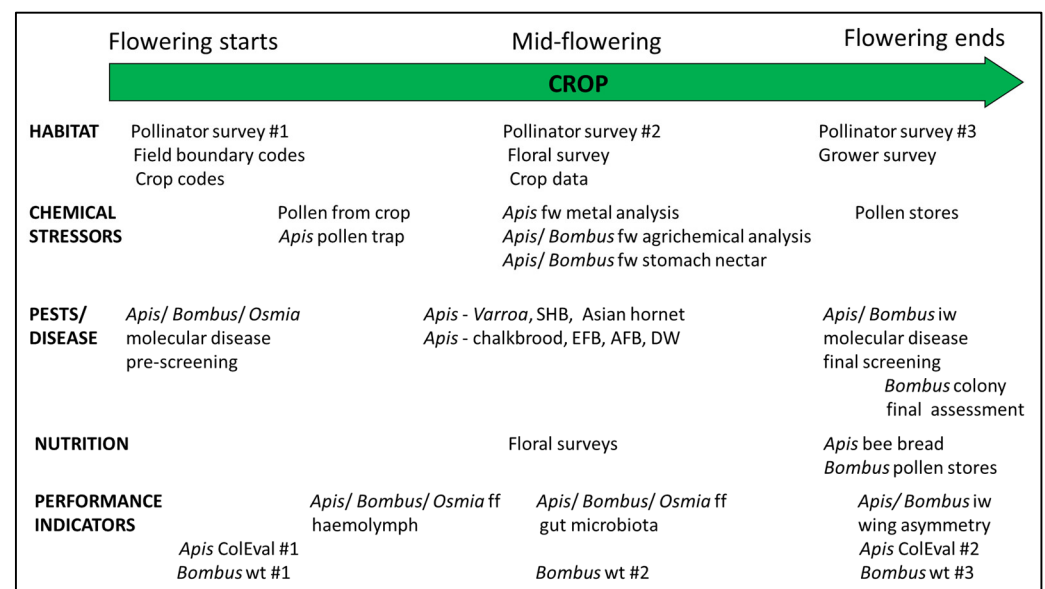 Flowering starts Mid-flowering Flowering ends
CROP
HABITAT Pollinator survey #1 Pollinator survey #2 Pollinator survey #3
Field boundary codes Floral survey Grower survey
Crop codes Crop data
CHEMICAL Pollen from crop Apis fw metal analysis Pollen stores
STRESSORS Apis pollen trap Apis/ Bombus fw agrichemical analysis
Apis/ Bombus fw stomach nectar
PESTS/ Apis/ Bombus/ Osmia Apis - Varroa, SHB, Asian hornet Apis/ Bombus iw
DISEASE molecular disease Apis - chalkbrood, EFB, AFB, DW molecular disease
pre-screening final screening
Bombus colony
final assessment
NUTRITION Floral surveys Apis bee bread
Bombus pollen stores
PERFORMANCE Apis/ Bombus/ Osmia ff Apis/ Bombus/ Osmia ff Apis/ Bombus iw
INDICATORS haemolymph gut microbiota wing asymmetry
Apis ColEval #1 Apis ColEval #2
Bombus wt #1 Bombus wt #2 Bombus wt #3